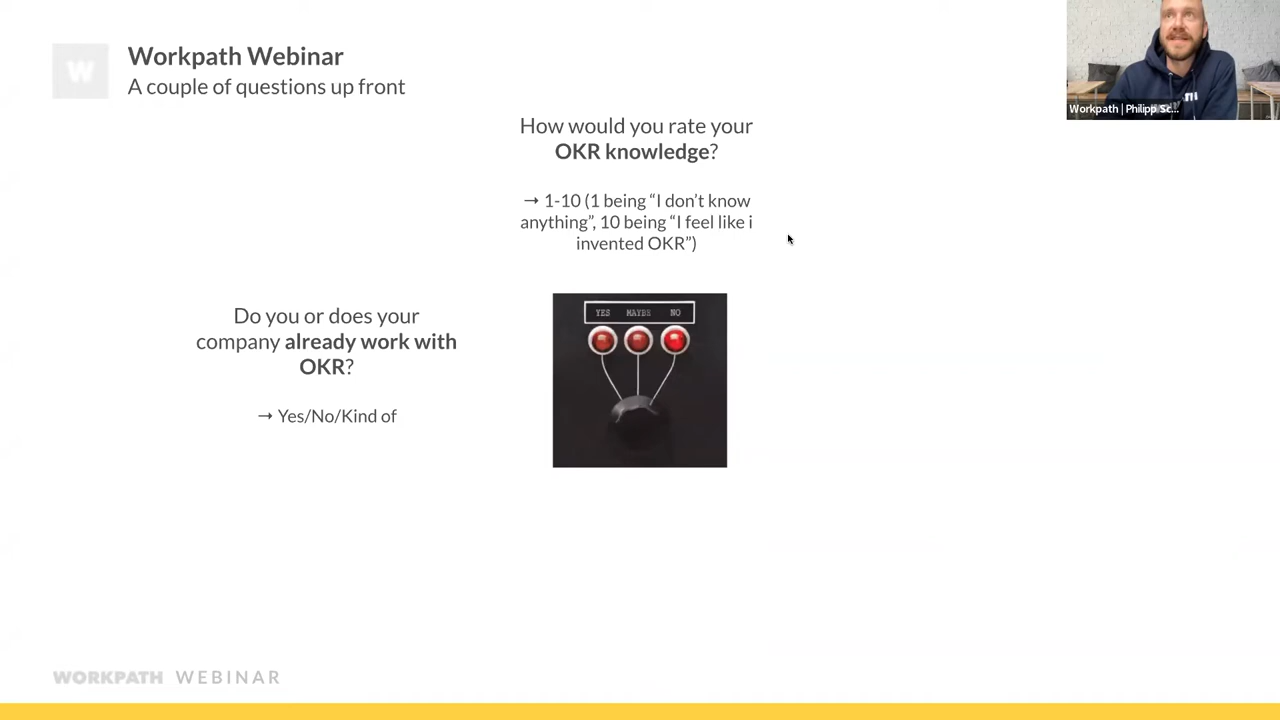 W
Workpath Webinar
A couple of questions up front
Workpath | Philipp Sc...
How would you rate your
OKR knowledge?
→ 1-10 (1 being “I don’t know
anything”, 10 being “I feel like i
invented OKR”)
YES MAYBE NO
Do you or does your
company already work with
OKR?
→ Yes/No/Kind of
WORKPATH WEBINAR